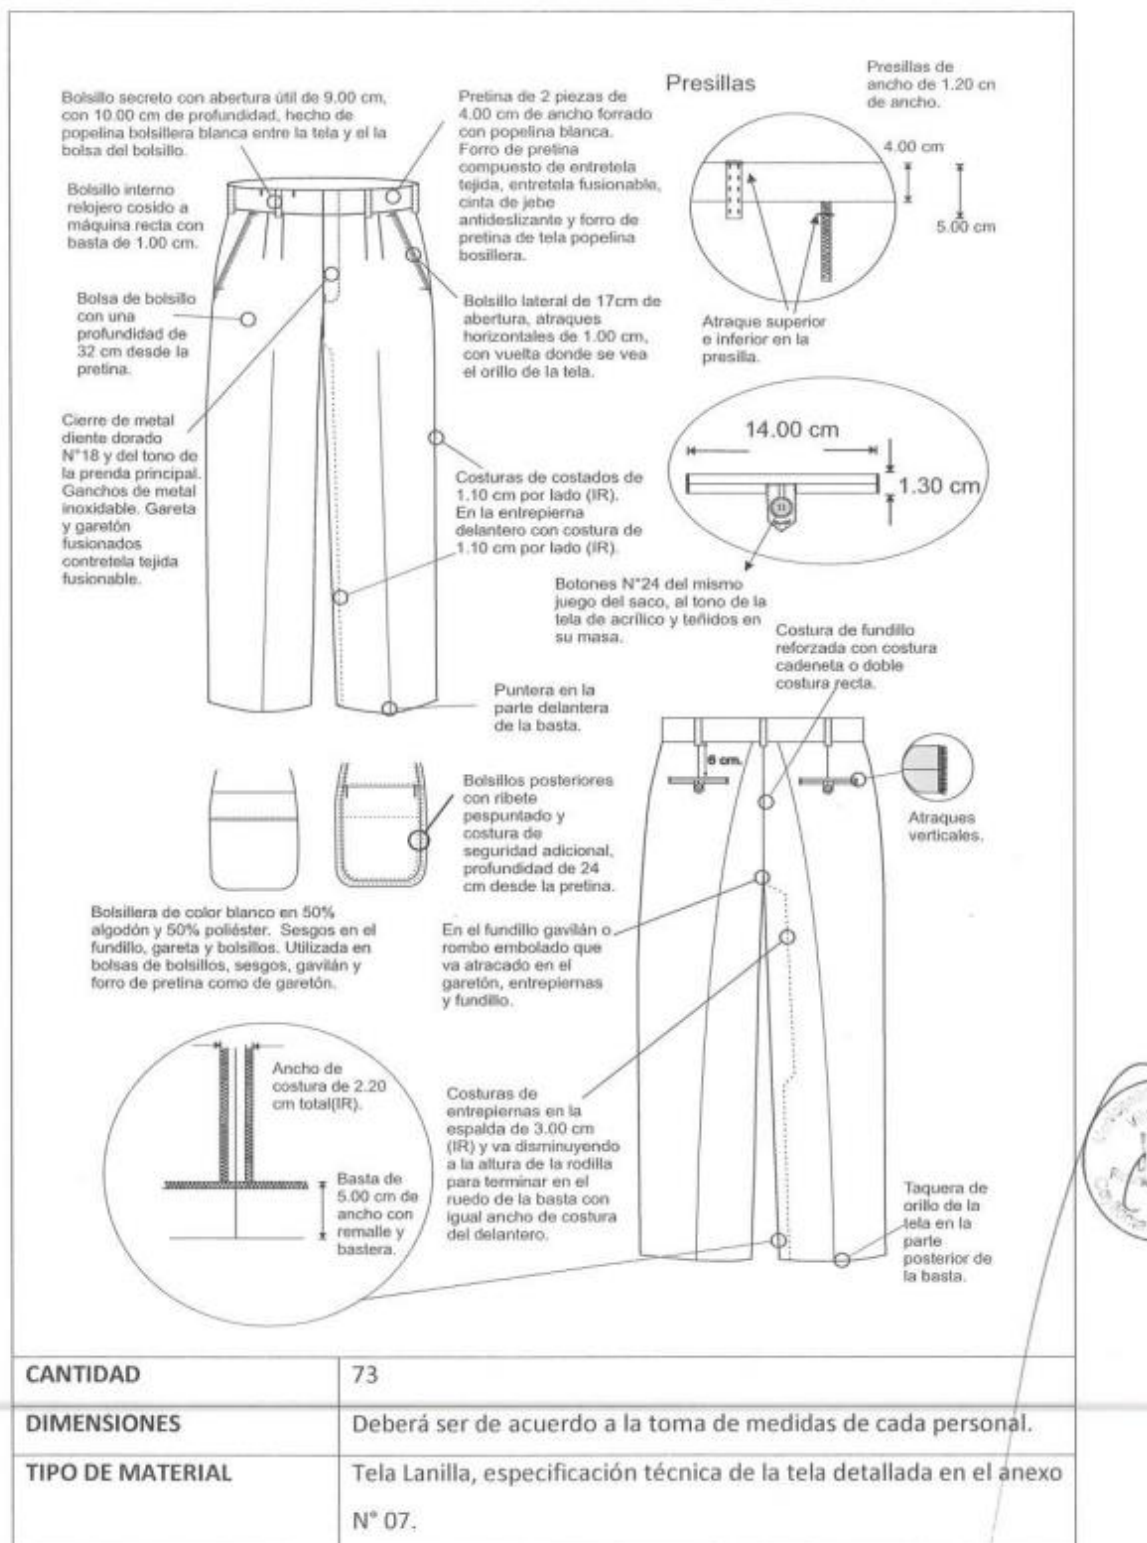 Presillas
Presillas de
ancho de 1.20 cn
de ancho.
Bolsillo secreto con abertura útil de 9.00 cm,
con 10.00 cm de profundidad, hecho de
popelina bolsillera blanca entre la tela y el la
bolsa del bolsillo.
Pretina de 2 piezas de
4.00 cm de ancho forrado
con popelina blanca.
Forro de pretina
compuesto de entretela
tejida, entretela fusionable,
cinta de jebe
antideslizante y forro de
pretina de tela popelina
bosillera.
4.00 cm
5.00 cm
Bolsillo interno
relojero cosido a
máquina recta con
basta de 1.00 cm.
Bolsa de bolsillo
con una
profundidad de
32 cm desde la
pretina.
Bolsillo lateral de 17cm de
abertura, atraques
horizontales de 1.00 cm,
con vuelta donde se vea
el orillo de la tela.
Atraque superior
e inferior en la
presilla.
Cierre de metal
diente dorado
N°18 y del tono de
la prenda principal.
Ganchos de metal
inoxidable. Gareta
y garetón
fusionados
contretela tejida
fusionable.
14.00 cm
1.30 cm
Costuras de costados de
1.10 cm por lado (IR).
En la entrepierna
delantero con costura de
1.10 cm por lado (IR).
Botones N°24 del mismo
juego del saco, al tono de la
tela de acrílico y teñidos en
su masa.
Costura de fundillo
reforzada con costura
cadeneta o doble
costura recta.
Puntera en la
parte delantera
de la basta.
6 cm.
Bolsillos posteriores
con ribete
pespuntado y
costura de
seguridad adicional,
profundidad de 24
cm desde la pretina.
Atraques
verticales.
Bolsillera de color blanco en 50%
algodón y 50% poliéster. Sesgos en el
fundillo, gareta y bolsillos. Utilizada en
bolsas de bolsillos, sesgos, gavilán y
forro de pretina como de garetón.
En el fundillo gavilán o
rombo embolado que
va atracado en el
garetón, entrepiernas
y fundillo.
Ancho de
costura de 2.20
cm total(IR).
Basta de
5.00 cm de
ancho con
remalle y
bastera.
Costuras de
entrepiernas en la
espalda de 3.00 cm
(IR) y va disminuyendo
a la altura de la rodilla
para terminar en el
ruedo de la basta con
igual ancho de costura
del delantero.
Taquera de
orillo de la
tela en la
parte
posterior de
la basta.
CANTIDAD 73
DIMENSIONES Deberá ser de acuerdo a la toma de medidas de cada personal.
TIPO DE MATERIAL Tela Lanilla, especificación técnica de la tela detallada en el anexo
N° 07.